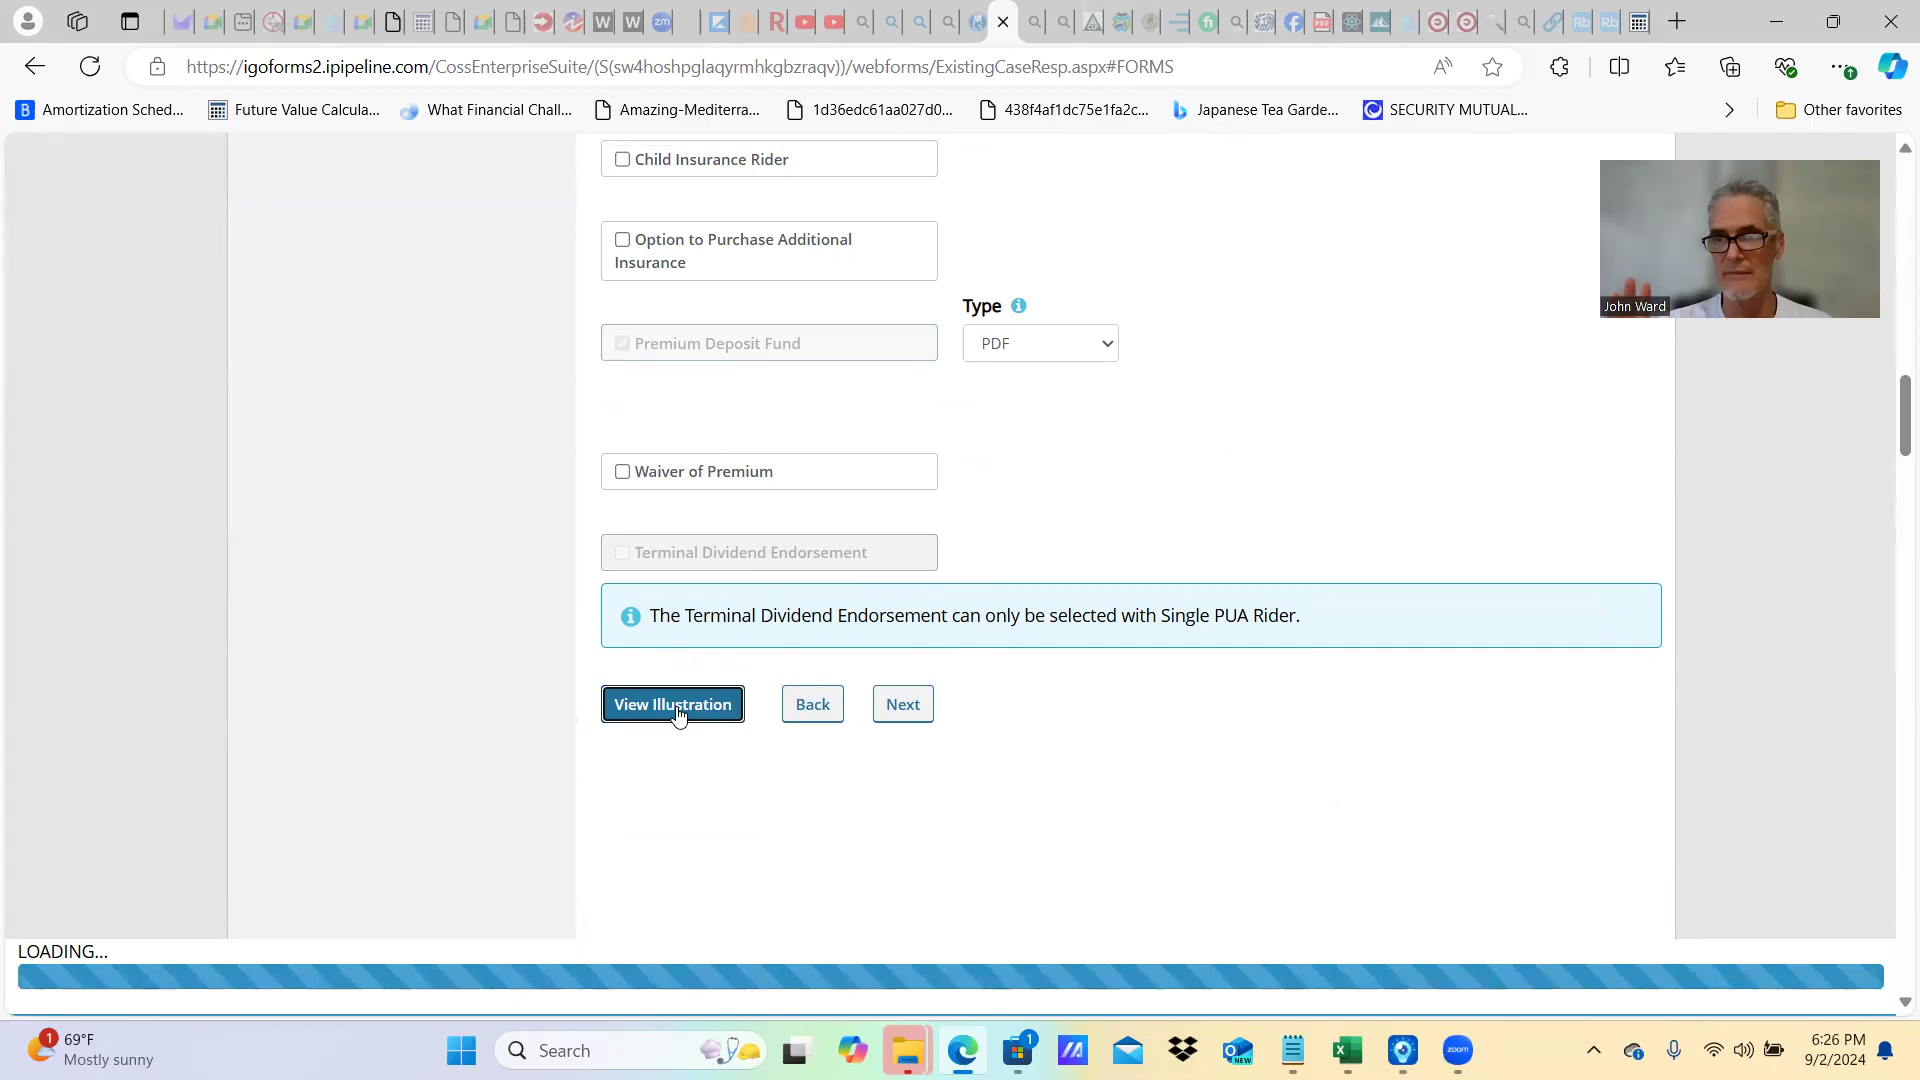 https://igoforms2.ipipeline.com/CossEnterpriseSuite/(S(sw4hoshpglaqyrmhkgbzraqv))/webforms/ExistingCaseResp.aspx#FORMS
Amortization Sched...
Future Value Calcula...
What Financial Chall...
Amazing-Mediterra...
1d36edc61aa027d0...
438f4af1dc75e1fa2c...
Japanese Tea Garde...
SECURITY MUTUAL...
Other favorites
Child Insurance Rider
Option to Purchase Additional
Insurance
Type
Premium Deposit Fund
PDF
Waiver of Premium
Terminal Dividend Endorsement
The Terminal Dividend Endorsement can only be selected with Single PUA Rider.
View Illustration
Back
Next
John Ward
LOADING...
1
69°F
Mostly sunny
Search
1
NEW
zoom
6:26 PM
9/2/2024